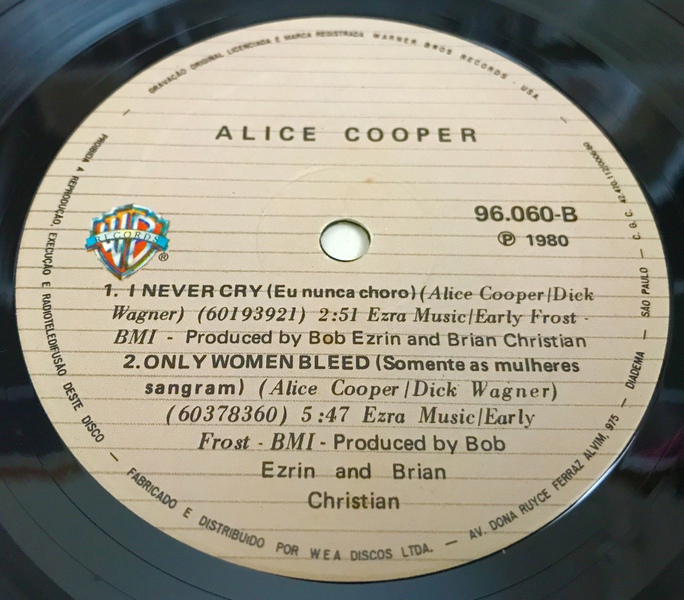 GRAVAÇÃO ORIGINAL LICENCIADA E MARCA REGISTRADA WARNER BROS RECORDS - USA
ALICE COOPER
96.060-B
Ⓟ 1980
WB
RECORDS
®
1. I NEVER CRY (Eu nunca choro) (Alice Cooper/Dick
Wagner) (60193921) 2:51 Ezra Music/Early Frost -
BMI - Produced by Bob Ezrin and Brian Christian
2. ONLY WOMEN BLEED (Somente as mulheres
sangram) (Alice Cooper/Dick Wagner)
(60378360) 5:47 Ezra Music/Early
Frost - BMI - Produced by Bob
Ezrin and Brian
Christian
PROIBIDA A REPRODUÇÃO EXECUÇÃO E RADIOTELEDIFUSÃO DESTE DISCO — FABRICADO E DISTRIBUIDO POR WEA DISCOS LTDA. — AV. DONA RUYCE FERRAZ ALVIM, 975 — DIADEMA — SÃO PAULO — C.G.C.